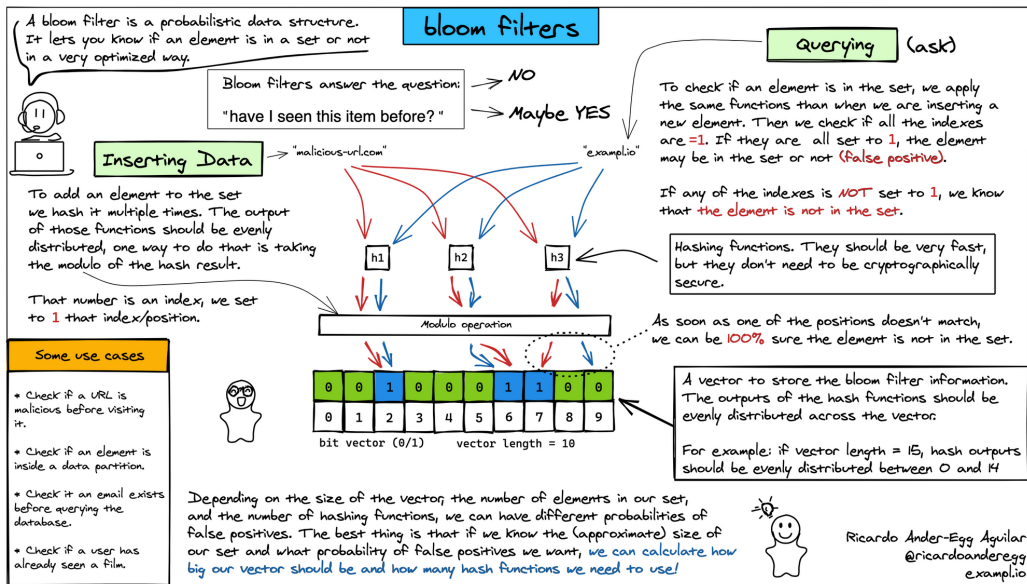 bloom filters
A bloom filter is a probabilistic data structure.
It lets you know if an element is in a set or not
in a very optimized way.
Bloom filters answer the question:
"have I seen this item before? "
NO
Maybe YES
Querying
(ask)
To check if an element is in the set, we apply
the same functions than when we are inserting a
new element. Then we check if all the indexes
are =1. If they are all set to 1, the element
may be in the set or not (false positive).
If any of the indexes is NOT set to 1, we know
that the element is not in the set.
Inserting Data
"malicious-url.com"
"exampl.io"
To add an element to the set
we hash it multiple times. The output
of those functions should be evenly
distributed, one way to do that is taking
the modulo of the hash result.
That number is an index, we set
to 1 that index/position.
h1
h2
h3
Hashing functions. They should be very fast,
but they don't need to be cryptographically
secure.
Modulo operation
As soon as one of the positions doesn't match,
we can be 100% sure the element is not in the set.
0 0 1 0 0 0 1 1 0 0
0 1 2 3 4 5 6 7 8 9
bit vector (0/1)
vector length = 10
A vector to store the bloom filter information.
The outputs of the hash functions should be
evenly distributed across the vector.
For example: if vector length = 15, hash outputs
should be evenly distributed between 0 and 14
Some use cases
* Check if a URL is
malicious before visiting
it.
* Check if an element is
inside a data partition.
* Check it an email exists
before querying the
database.
* Check if a user has
already seen a film.
Depending on the size of the vector, the number of elements in our set,
and the number of hashing functions, we can have different probabilities of
false positives. The best thing is that if we know the (approximate) size of
our set and what probability of false positives we want, we can calculate how
big our vector should be and how many hash functions we need to use!
Ricardo Ander-Egg Aguilar
@ricardoanderegg
exampl.io